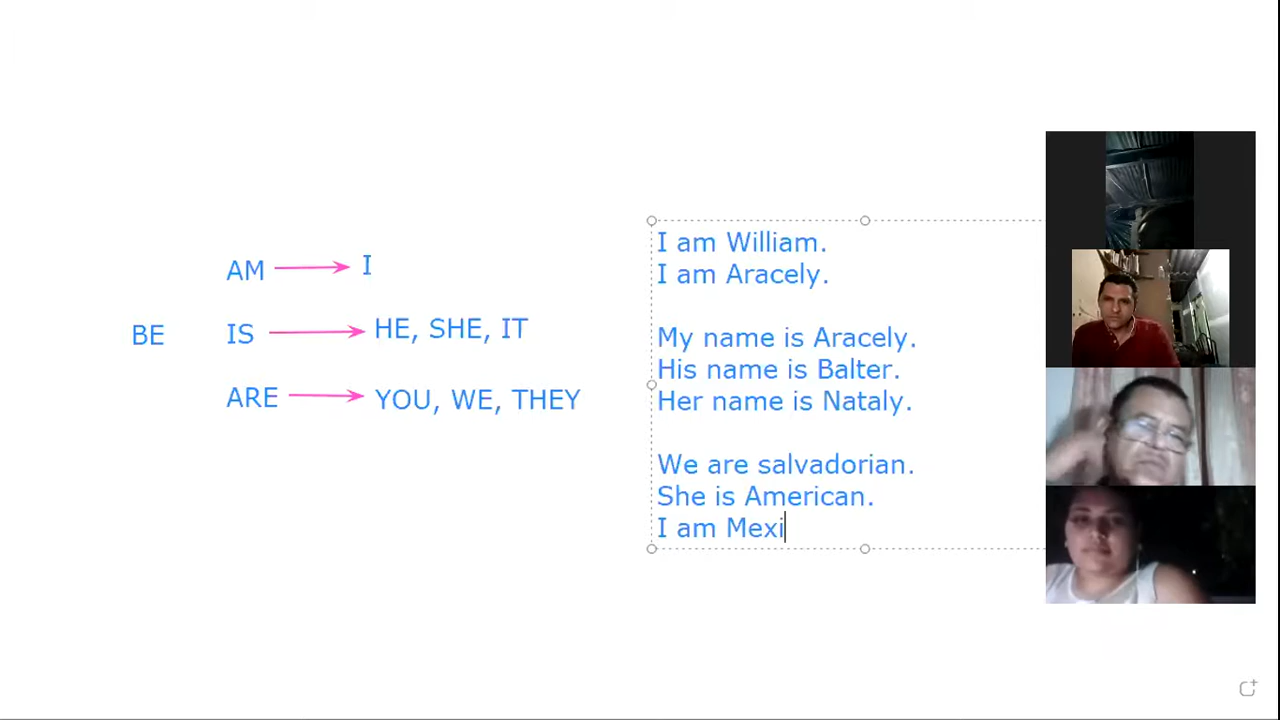 AM I
BE IS HE, SHE, IT
ARE YOU, WE, THEY
I am William.
I am Aracely.
My name is Aracely.
His name is Balter.
Her name is Nataly.
We are salvadorian.
She is American.
I am Mexi